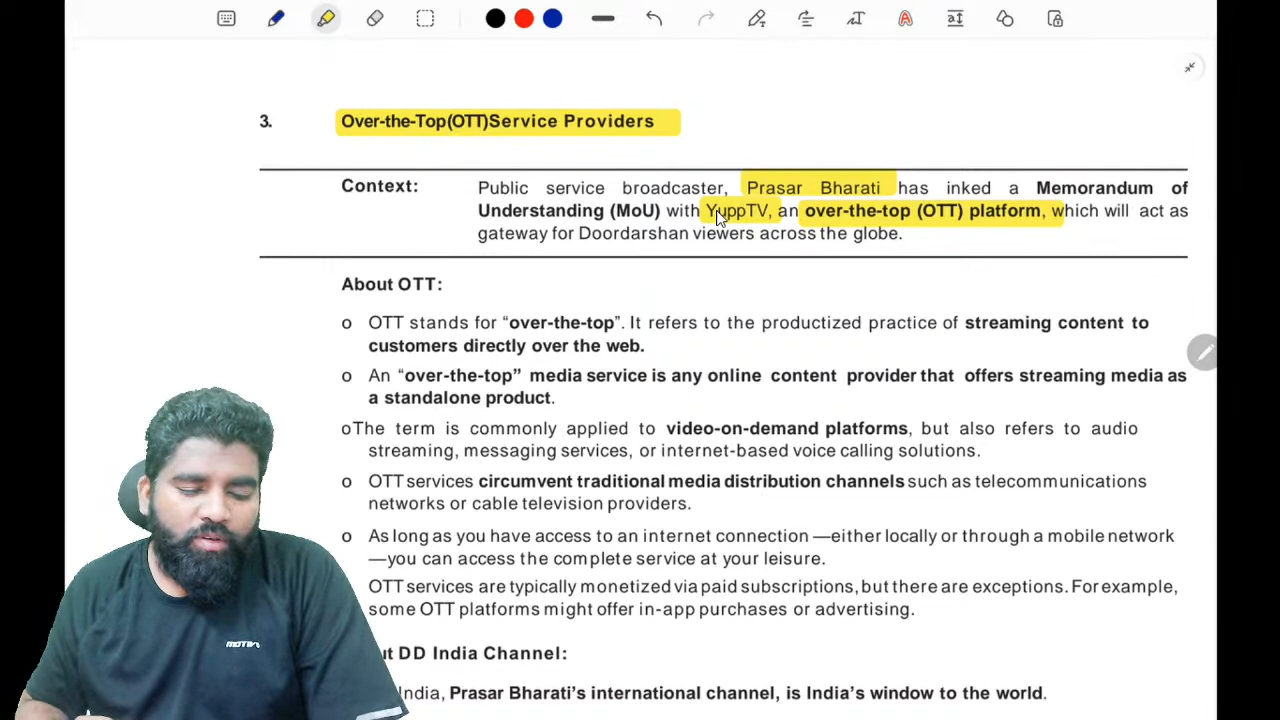 3. Over-the-Top(OTT)Service Providers
Context: Public service broadcaster, Prasar Bharati has inked a Memorandum of
Understanding (MoU) with YuppTV, an over-the-top (OTT) platform, which will act as
gateway for Doordarshan viewers across the globe.
About OTT:
o OTT stands for “over-the-top”. It refers to the productized practice of streaming content to
customers directly over the web.
o An “over-the-top” media service is any online content provider that offers streaming media as
a standalone product.
oThe term is commonly applied to video-on-demand platforms, but also refers to audio
streaming, messaging services, or internet-based voice calling solutions.
o OTT services circumvent traditional media distribution channels such as telecommunications
networks or cable television providers.
o As long as you have access to an internet connection —either locally or through a mobile network
—you can access the complete service at your leisure.
OTT services are typically monetized via paid subscriptions, but there are exceptions. For example,
some OTT platforms might offer in-app purchases or advertising.
DD India Channel:
India, Prasar Bharati’s international channel, is India’s window to the world.